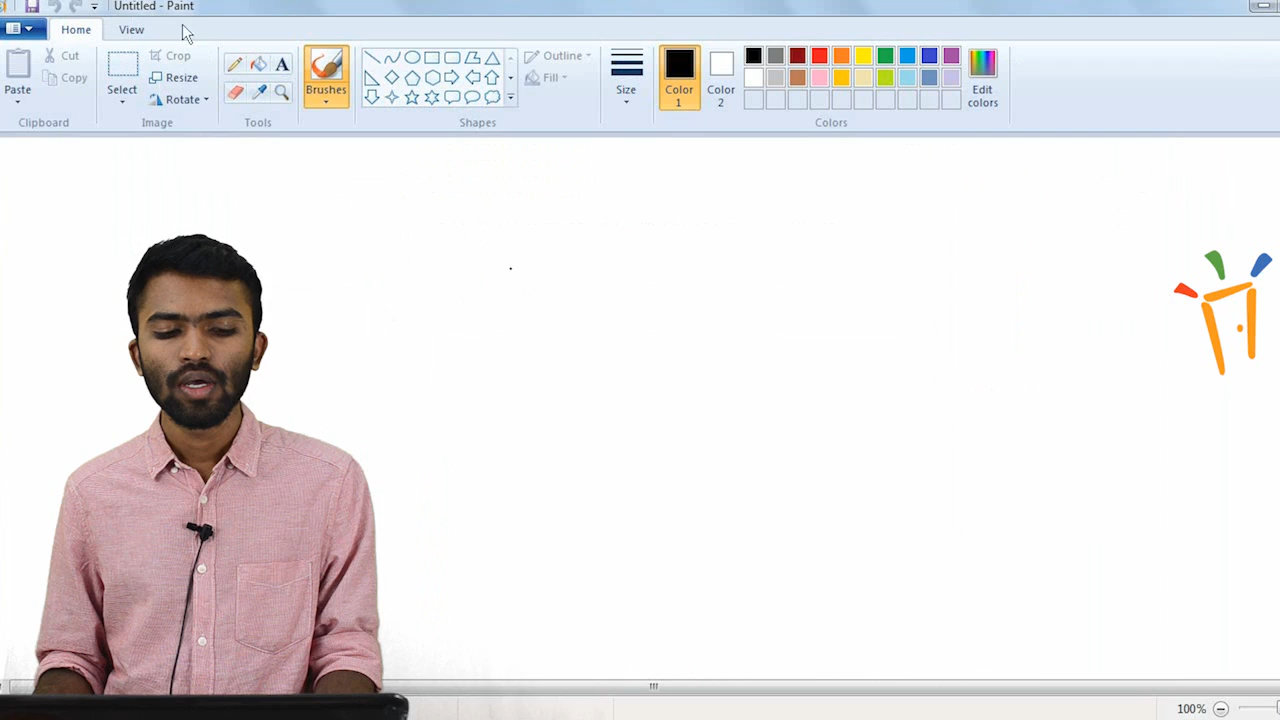 Untitled - Paint
Home View
Paste
Cut
Copy
Clipboard
Select
Crop
Resize
Rotate
Image
A
Tools
Brushes
Shapes
Outline
Fill
Size
Color 1
Color 2
Edit colors
Colors
100%